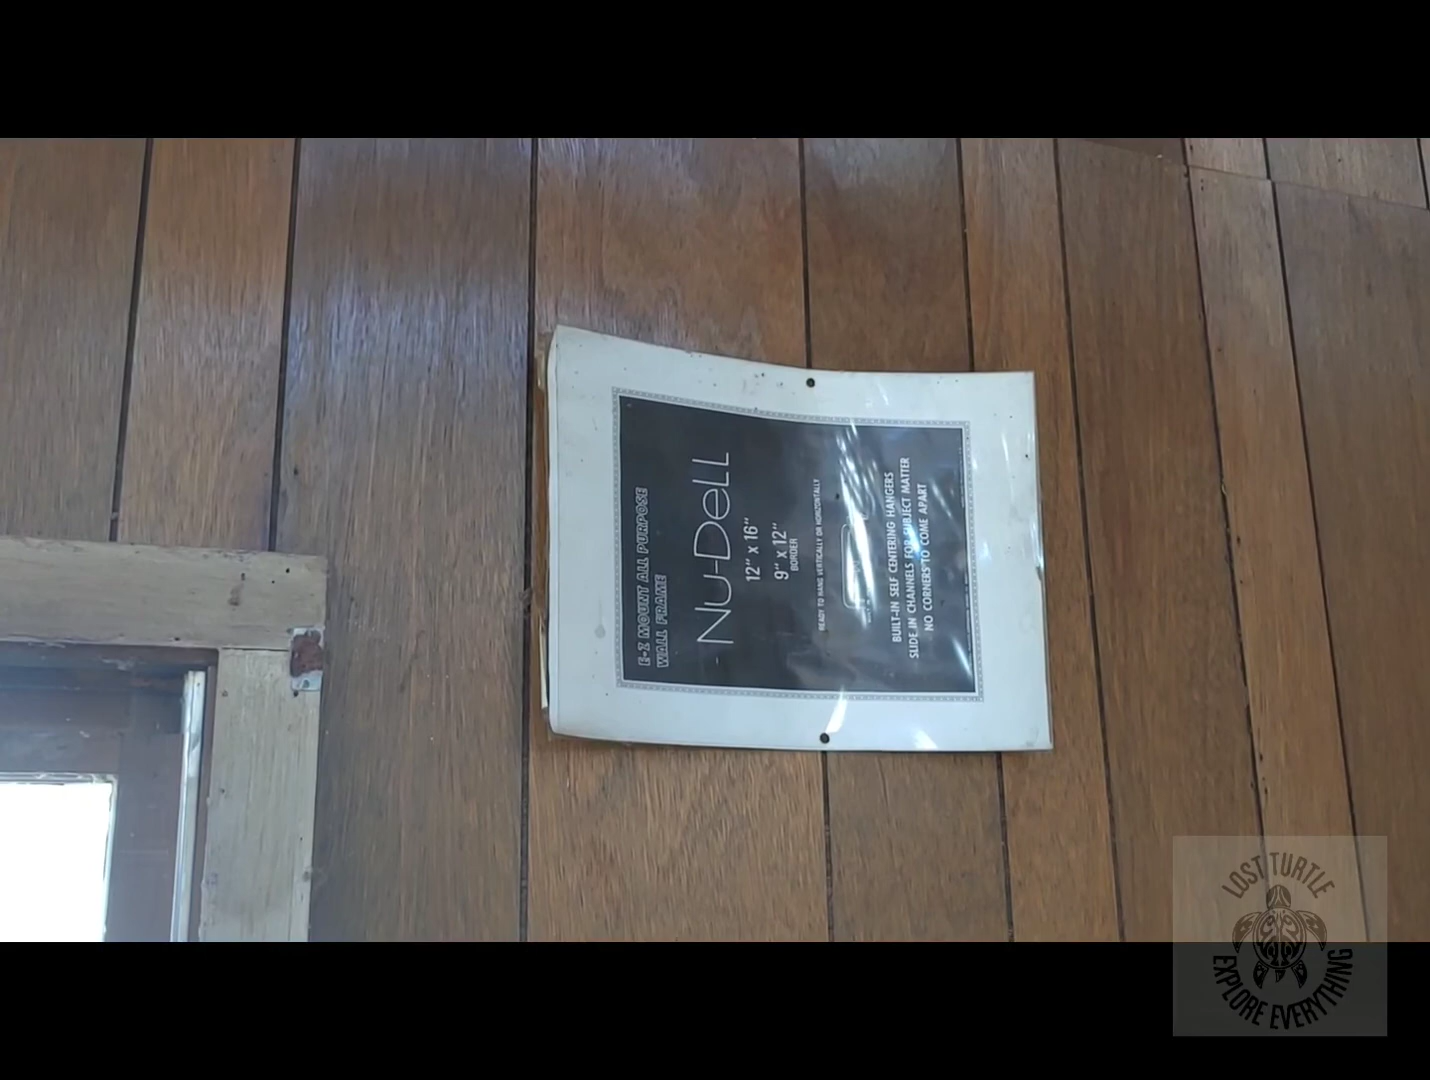 E-Z MOUNT ALL PURPOSE
WALL FRAME
NU-DELL
12" x 16"
9" x 12"
BORDER
READY TO HANG VERTICALLY OR HORIZONTALLY
BUILT-IN SELF CENTERING HANGERS
SLIDE IN CHANNELS FOR SUBJECT MATTER
NO CORNERS TO COME APART
LOST TURTLE
EXPLORE EVERYTHING